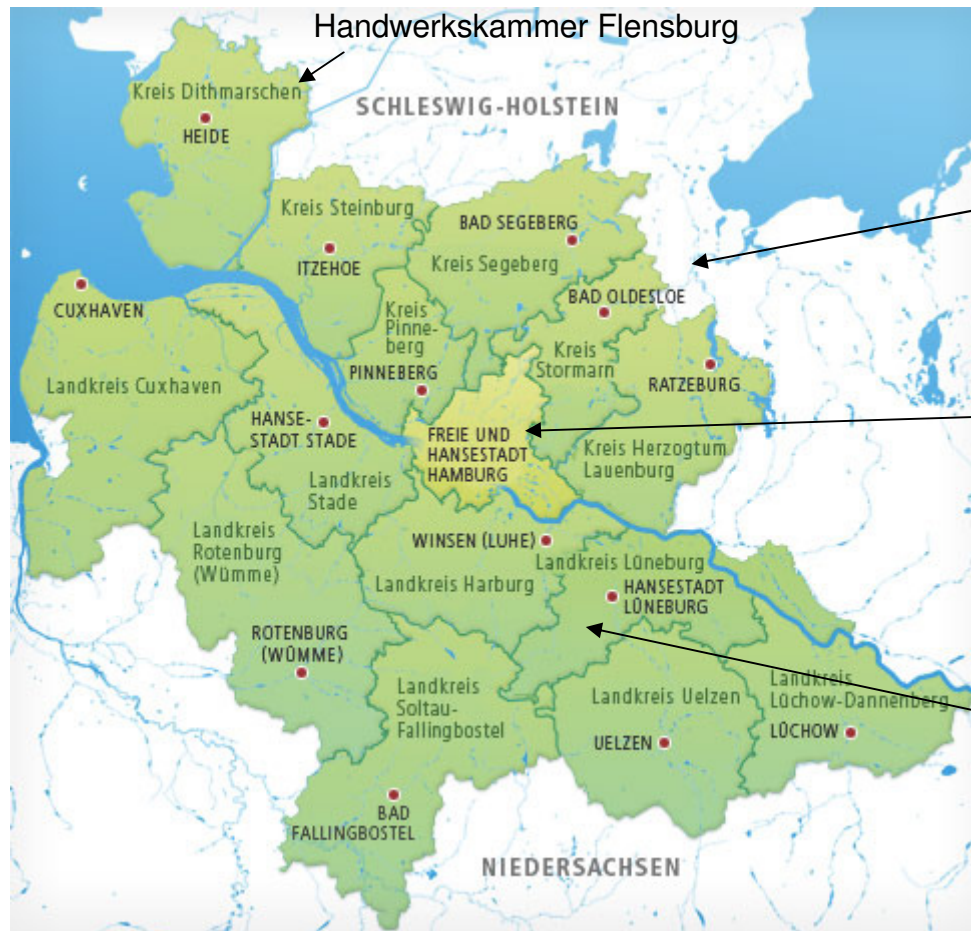 Handwerkskammer Flensburg
Kreis Dithmarschen
HEIDE
SCHLESWIG-HOLSTEIN
Kreis Steinburg
ITZEHOE
BAD SEGEBERG
Kreis Segeberg
CUXHAVEN
BAD OLDESLOE
Kreis
Pinne-
berg
PINNEBERG
Kreis
Stormarn
RATZEBURG
Landkreis Cuxhaven
HANSE-
STADT STADE
FREIE UND
HANSESTADT
HAMBURG
Kreis Herzogtum
Lauenburg
Landkreis
Stade
Landkreis
Rotenburg
(Wümme)
WINSEN (LUHE)
Landkreis Harburg
Landkreis Lüneburg
HANSESTADT
LÜNEBURG
ROTENBURG
(WÜMME)
Landkreis
Soltau-
Fallingbostel
Landkreis Uelzen
UELZEN
Landkreis
Lüchow-Dannenberg
LÜCHOW
BAD
FALLINGBOSTEL
NIEDERSACHSEN